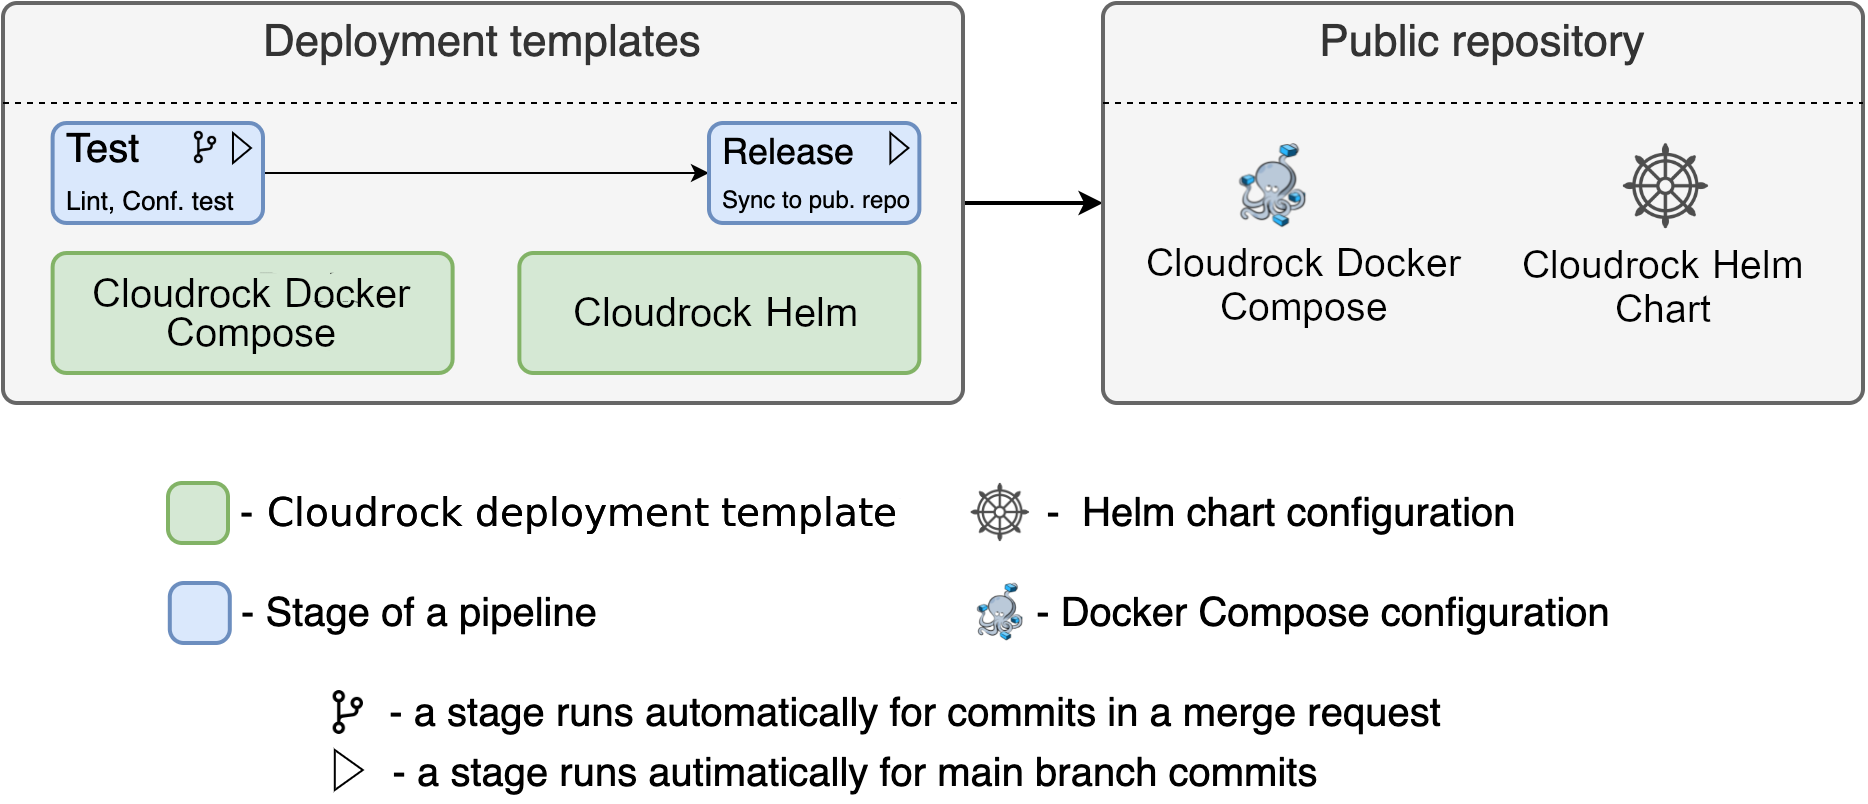 Deployment templates
Public repository
Test
Lint, Conf. test
Release
Sync to pub. repo
Cloudrock Docker
Compose
Cloudrock Helm
Cloudrock Docker
Compose
Cloudrock Helm
Chart
- Cloudrock deployment template
- Helm chart configuration
- Stage of a pipeline
- Docker Compose configuration
- a stage runs automatically for commits in a merge request
- a stage runs autimatically for main branch commits